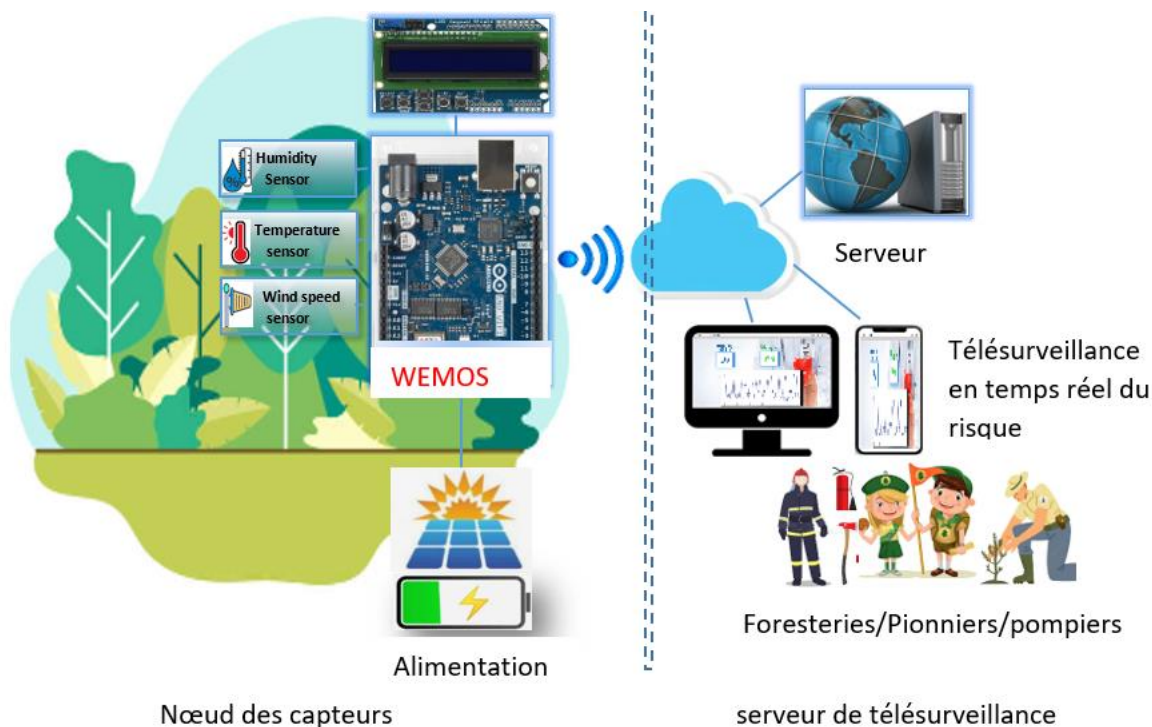 Humidity
Sensor
Temperature
sensor
Wind speed
sensor
WEMOS
Alimentation
Nœud des capteurs
Serveur
Télésurveillance
en temps réel du
risque
Foresteries/Pionniers/pompiers
serveur de télésurveillance